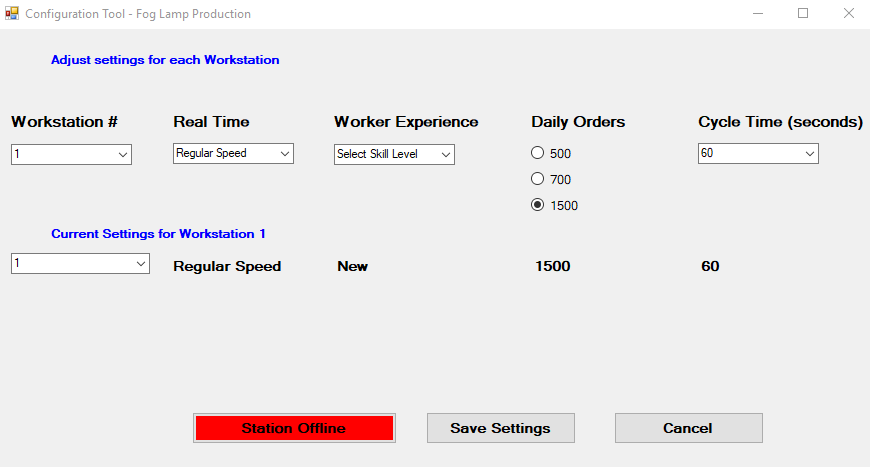 Configuration Tool - Fog Lamp Production
Adjust settings for each Workstation
Workstation # Real Time Worker Experience Daily Orders Cycle Time (seconds)
1 Regular Speed Select Skill Level 500 60
700
1500
Current Settings for Workstation 1
1 Regular Speed New 1500 60
Station Offline Save Settings Cancel